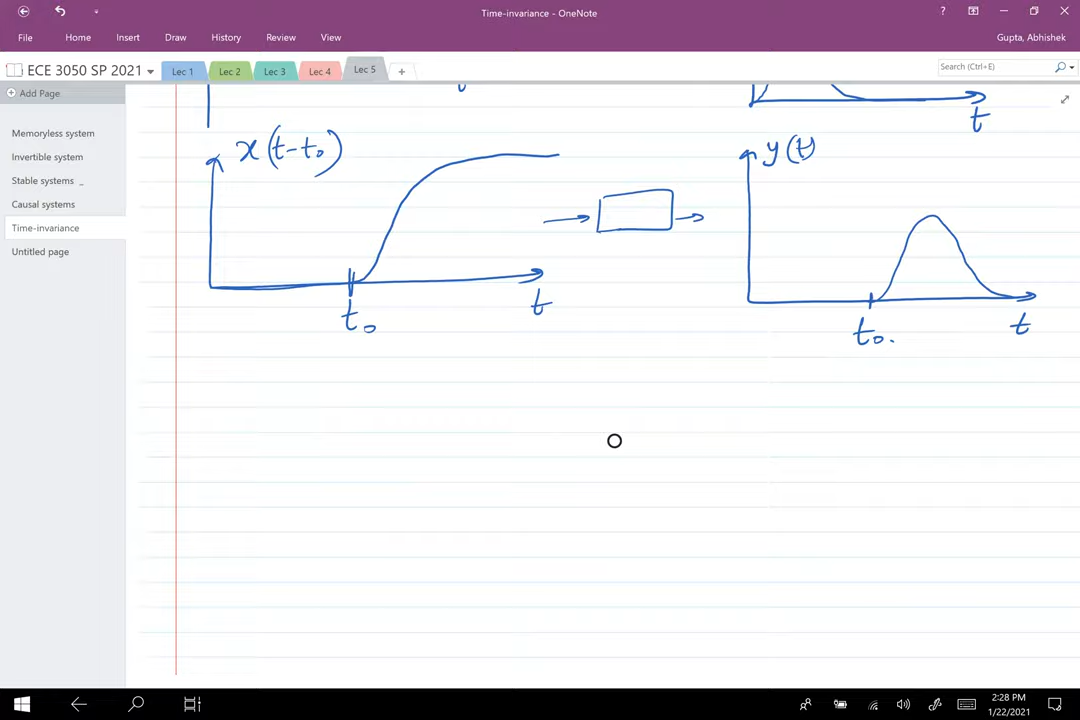 Time-invariance - OneNote
?
File Home Insert Draw History Review View
Gupta, Abhishek
ECE 3050 SP 2021
Lec 1 Lec 2 Lec 3 Lec 4 Lec 5 +
Search (Ctrl+E)
Add Page
Memoryless system
Invertible system
Stable systems _
Causal systems
Time-invariance
Untitled page
t
x(t-t₀)
y(t)
t₀
t
t₀.
t
2:28 PM
1/22/2021